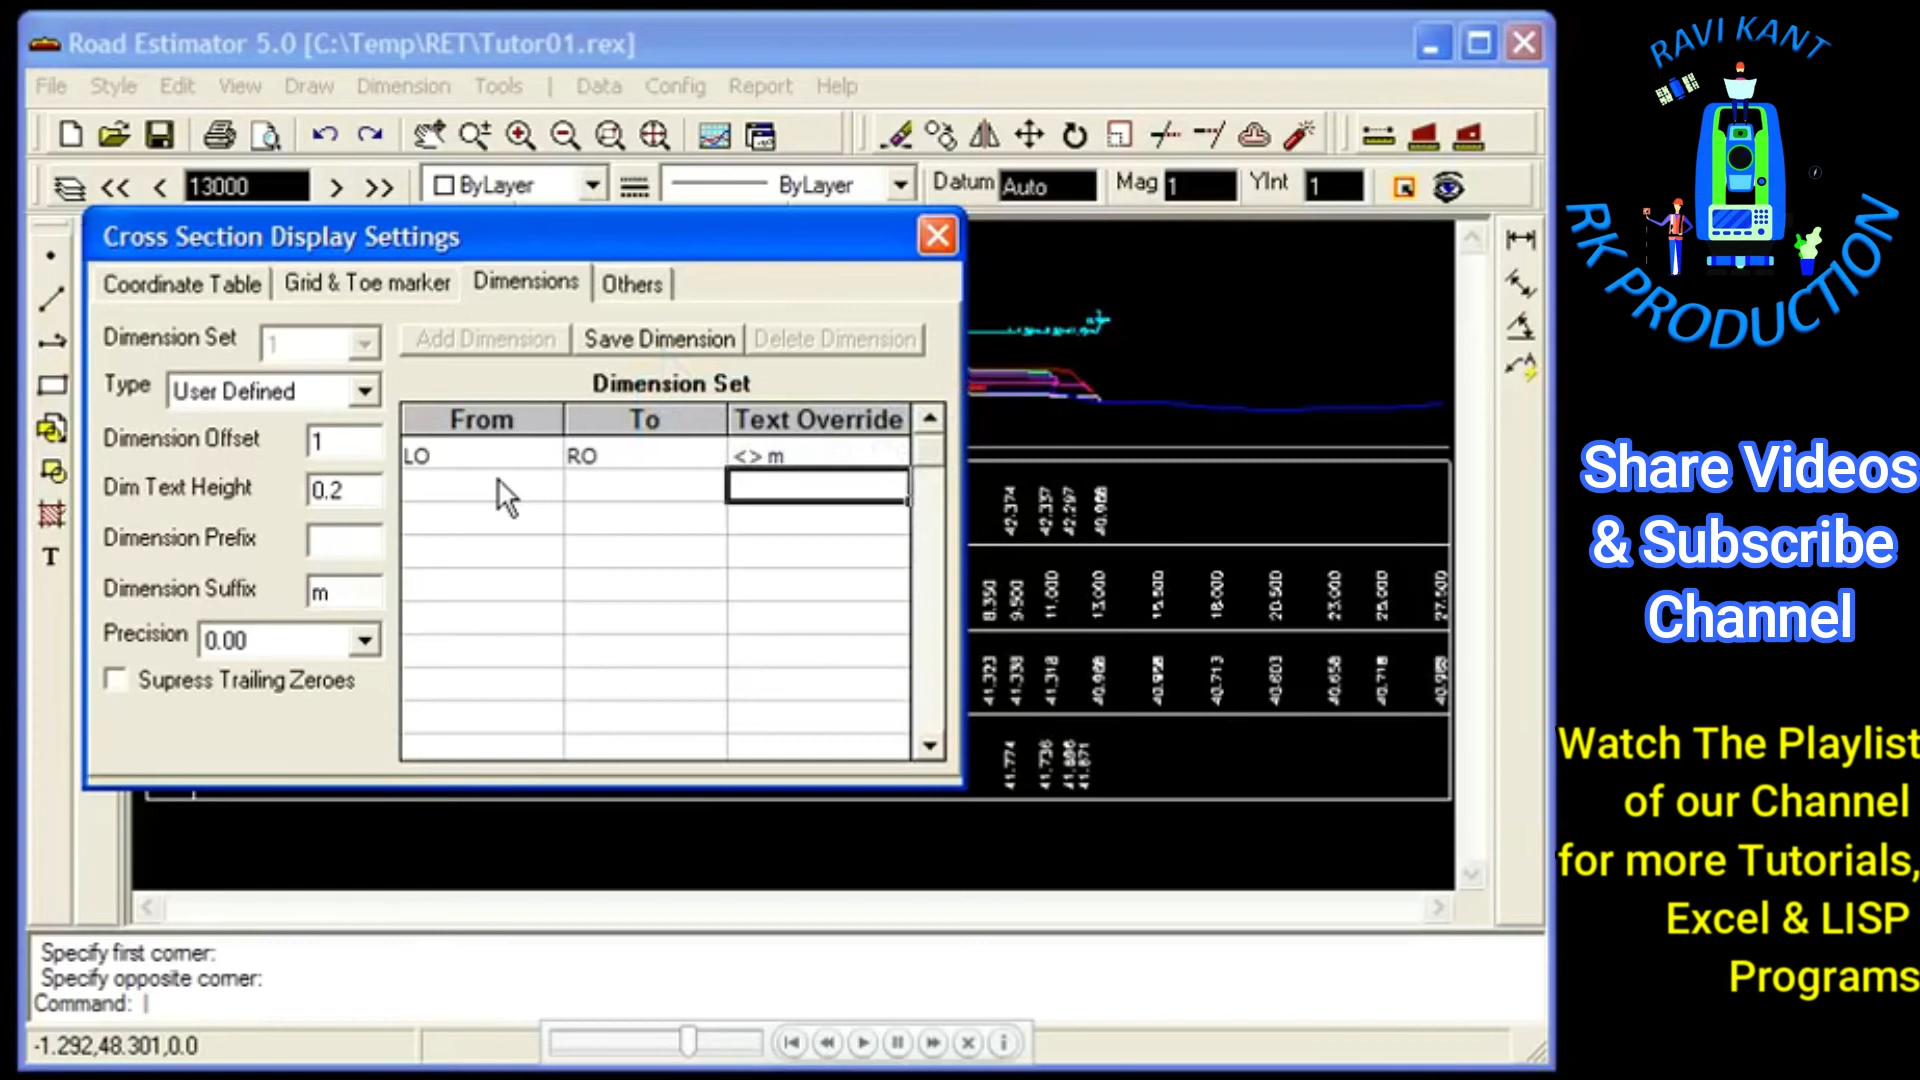 Road Estimator 5.0 [C:\Temp\RET\Tutor01.rex]
File Style Edit View Draw Dimension Tools | Data Config Report Help
<< < 13000 > >> ByLayer ByLayer Datum Auto Mag 1 YInt 1
Cross Section Display Settings
Coordinate Table Grid & Toe marker Dimensions Others
Dimension Set 1 Add Dimension Save Dimension Delete Dimension
Type User Defined
Dimension Set
From To Text Override
LO RO <> m
Dimension Offset 1
Dim Text Height 0.2
Dimension Prefix
Dimension Suffix m
Precision 0.00
Supress Trailing Zeroes
T
42.374 42.337 42.297 40.988
8.350 9.500 11.000 13.000 15.500 18.000 20.500 23.000 25.000 27.500
41.323 41.338 41.318 40.988 40.958 40.713 40.603 40.658 40.718
41.774 41.736 41.671
Specify first corner:
Specify opposite corner:
Command:
-1.292,48.301,0.0
RAVI KANT
RK PRODUCTION
Share Videos
& Subscribe
Channel
Watch The Playlist
of our Channel
for more Tutorials,
Excel & LISP
Programs